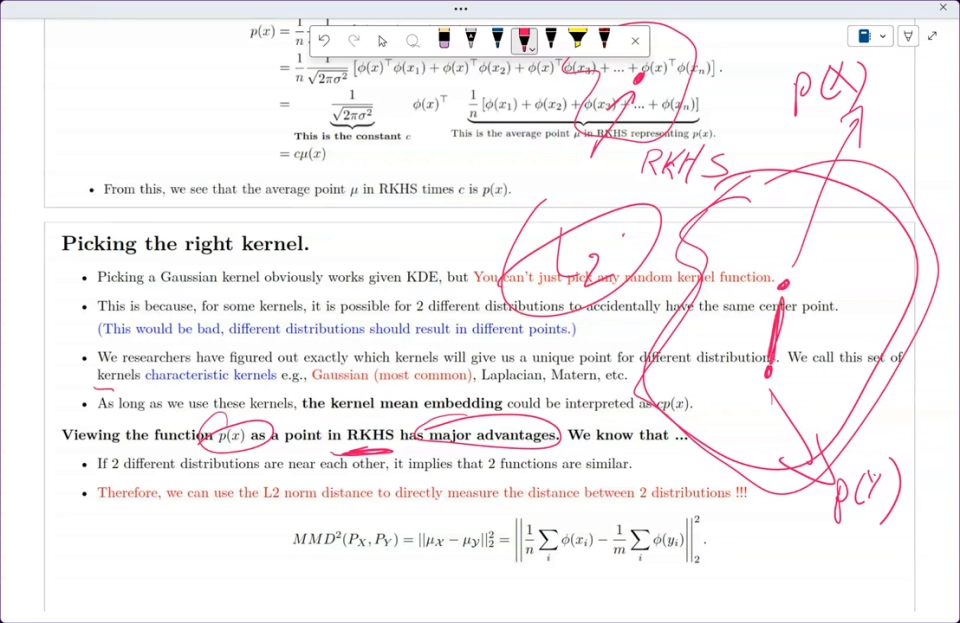 p(x) = 1/n 1
= 1/n 1/√2πσ² [ϕ(x)ᵀϕ(x₁) + ϕ(x)ᵀϕ(x₂) + ϕ(x)ᵀϕ(x₃) + ... + ϕ(x)ᵀϕ(xₙ)] .
= 1/√2πσ² ϕ(x)ᵀ 1/n [ϕ(x₁) + ϕ(x₂) + ϕ(x₃) + ... + ϕ(xₙ)]
This is the constant c This is the average point μ in RKHS representing p(x).
= cμ(x)
• From this, we see that the average point μ in RKHS times c is p(x).
p(X)
RKHS
Picking the right kernel.
L2
• Picking a Gaussian kernel obviously works given KDE, but You can't just pick any random kernel function.
• This is because, for some kernels, it is possible for 2 different distributions to accidentally have the same center point.
(This would be bad, different distributions should result in different points.)
• We researchers have figured out exactly which kernels will give us a unique point for different distributions. We call this set of
kernels characteristic kernels e.g., Gaussian (most common), Laplacian, Matern, etc.
• As long as we use these kernels, the kernel mean embedding could be interpreted as cp(x).
Viewing the function p(x) as a point in RKHS has major advantages. We know that ...
• If 2 different distributions are near each other, it implies that 2 functions are similar.
• Therefore, we can use the L2 norm distance to directly measure the distance between 2 distributions !!!
p(Y)
MMD²(P_X, P_Y) = ||μ_X − μ_y||₂² = ||1/n ∑ᵢ ϕ(xᵢ) − 1/m ∑ᵢ ϕ(yᵢ)||₂² .